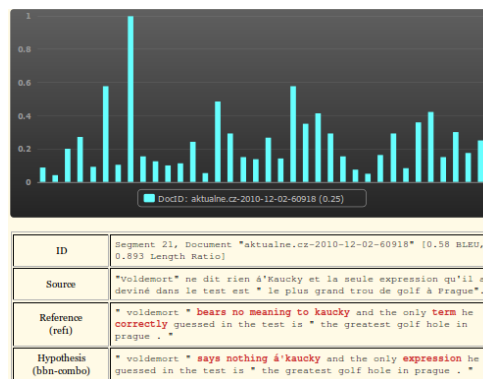 1
0.8
0.6
0.4
0.2
0
DocID: aktualne.cz-2010-12-02-60918 (0.25)
ID
Segment 21, Document "aktualne.cz-2010-12-02-60918" [0.58 BLEU,
0.893 Length Ratio]
Source
"Voldemort" ne dit rien á'Kaucky et la seule expression qu'il a
deviné dans le test est " le plus grand trou de golf à Prague".
Reference
(ref1)
" voldemort " bears no meaning to kaucky and the only term he
correctly guessed in the test is " the greatest golf hole in
prague . "
Hypothesis
(bbn-combo)
" voldemort " says nothing á'kaucky and the only expression he
guessed in the test is " the greatest golf hole in prague . "